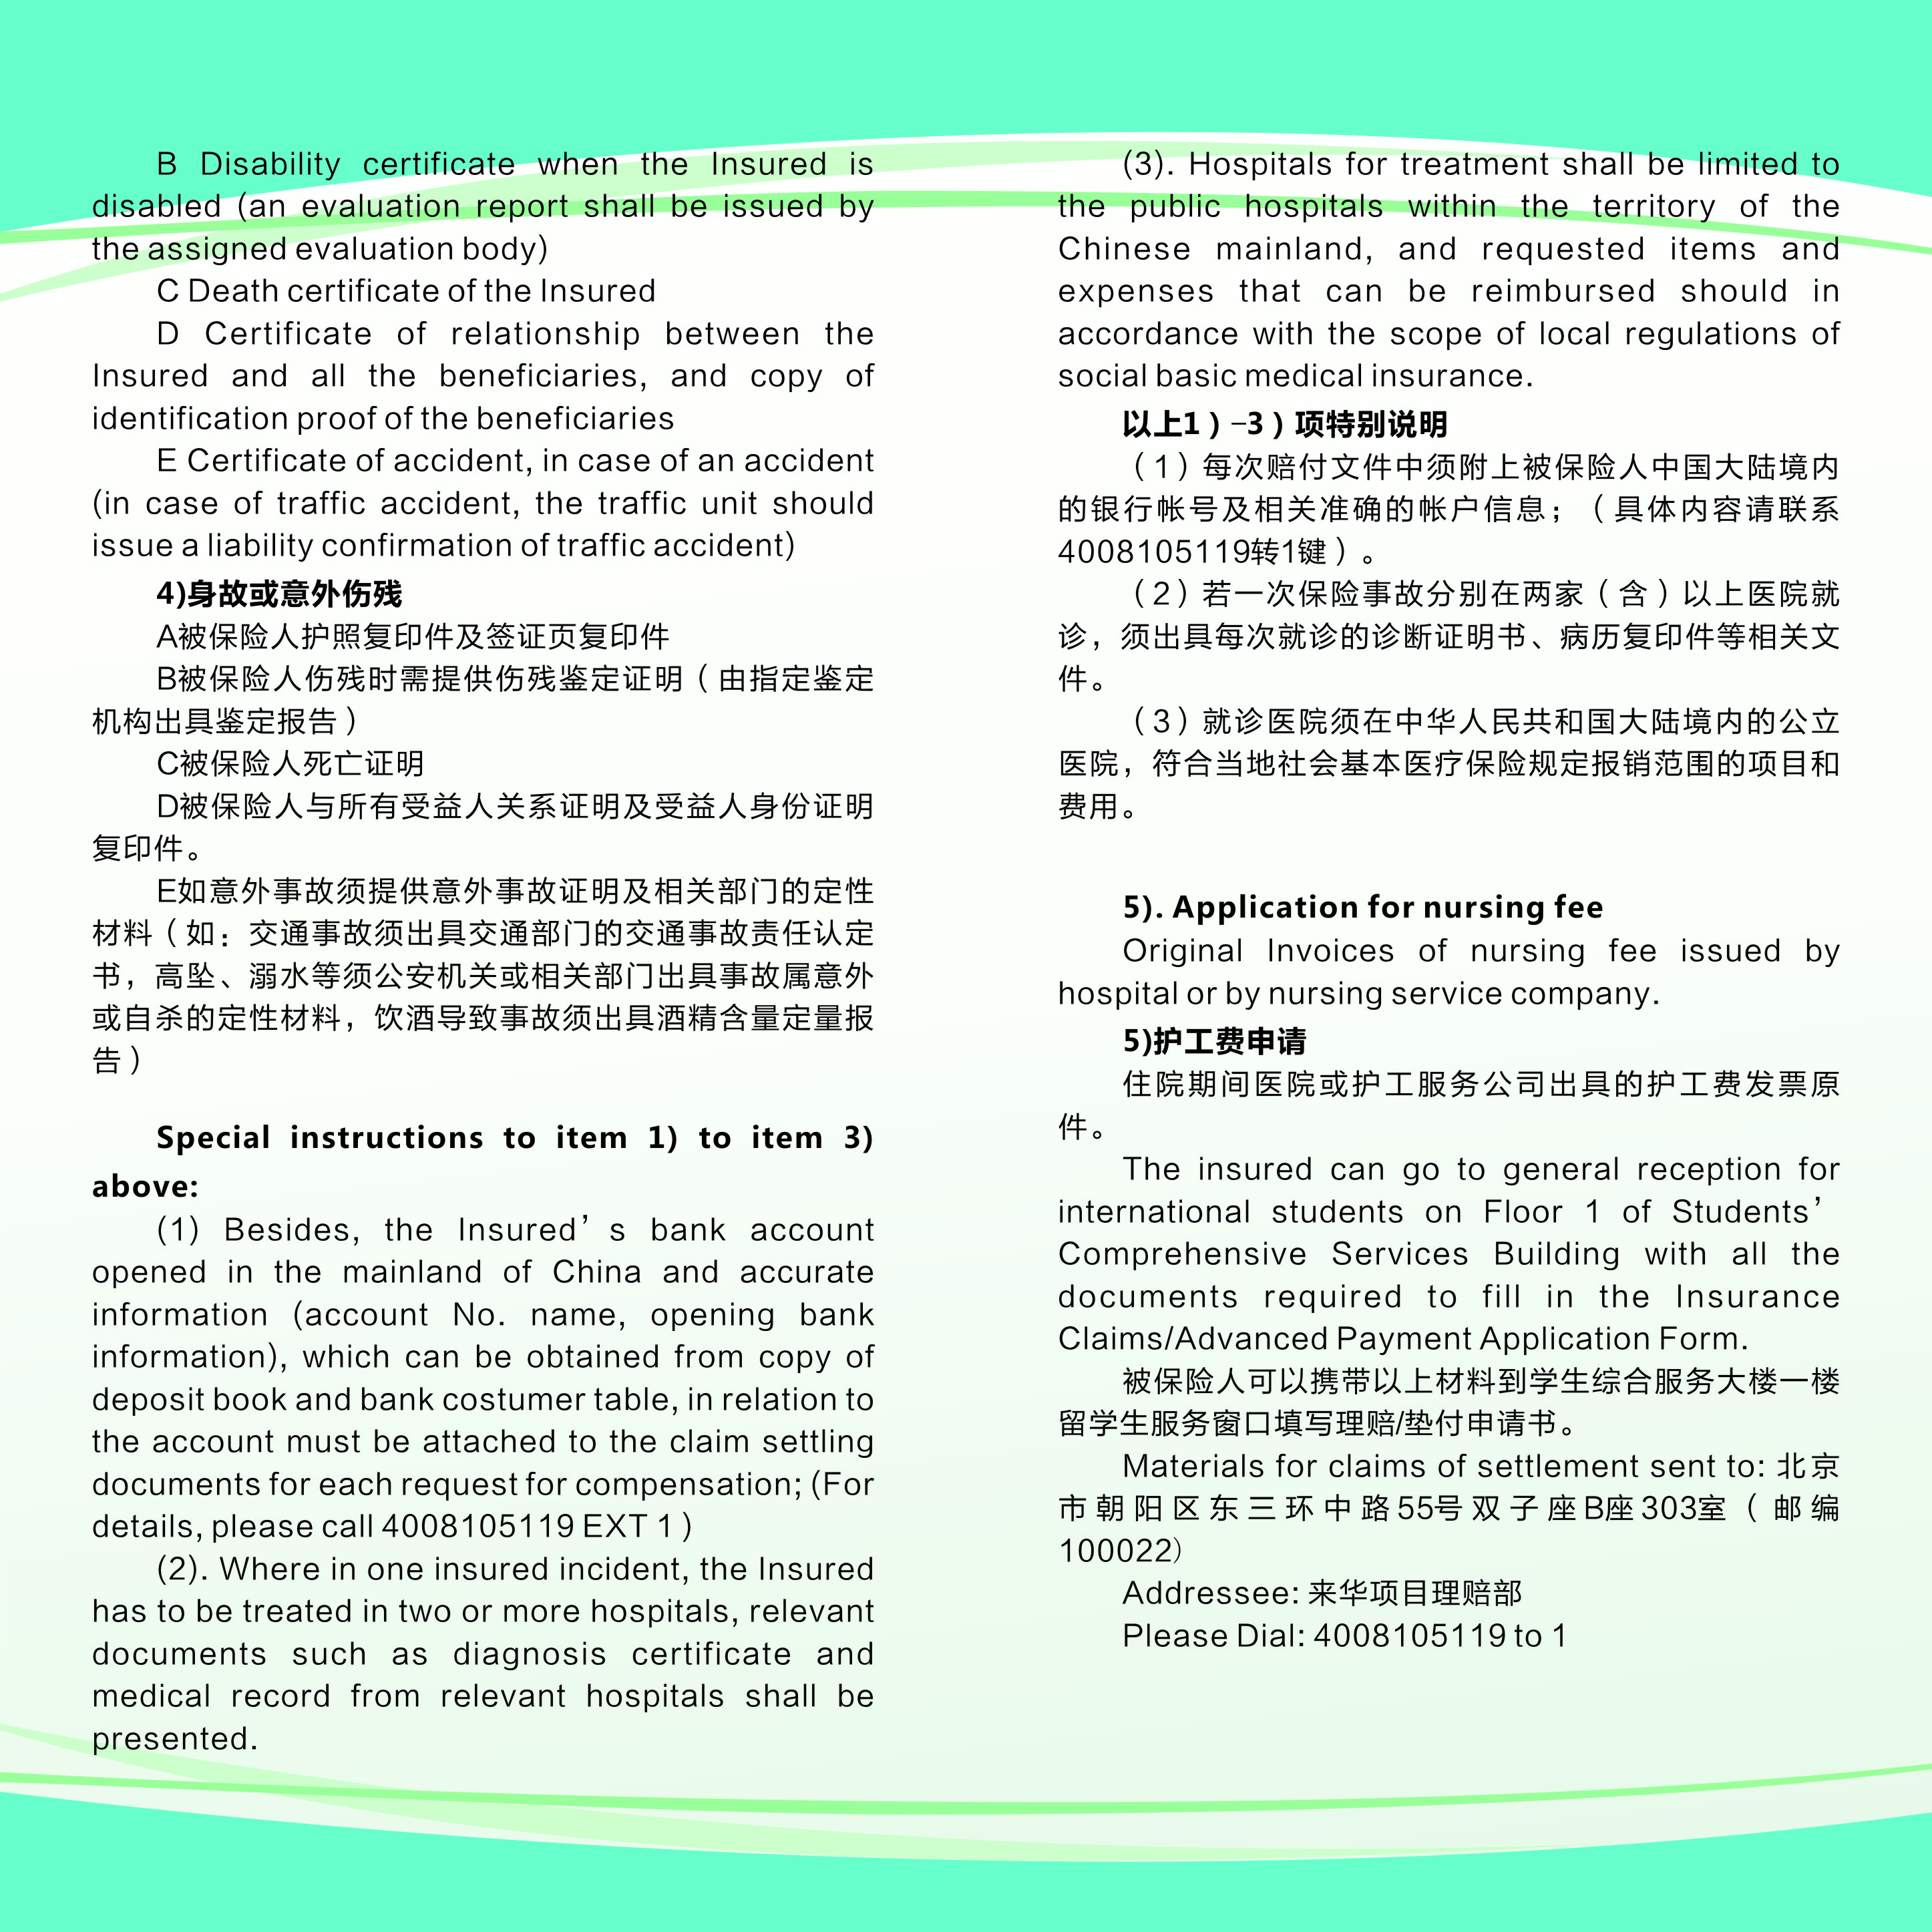 B Disability certificate when the Insured is
disabled (an evaluation report shall be issued by
the assigned evaluation body)
C Death certificate of the Insured
D Certificate of relationship between the
Insured and all the beneficiaries, and copy of
identification proof of the beneficiaries
E Certificate of accident, in case of an accident
(in case of traffic accident, the traffic unit should
issue a liability confirmation of traffic accident)
4)身故或意外伤残
A被保险人护照复印件及签证页复印件
B被保险人伤残时需提供伤残鉴定证明（由指定鉴定
机构出具鉴定报告）
C被保险人死亡证明
D被保险人与所有受益人关系证明及受益人身份证明
复印件。
E如意外事故须提供意外事故证明及相关部门的定性
材料（如：交通事故须出具交通部门的交通事故责任认定
书，高坠、溺水等须公安机关或相关部门出具事故属意外
或自杀的定性材料，饮酒导致事故须出具酒精含量定量报
告）
Special instructions to item 1) to item 3)
above:
(1) Besides, the Insured’s bank account
opened in the mainland of China and accurate
information (account No. name, opening bank
information), which can be obtained from copy of
deposit book and bank costumer table, in relation to
the account must be attached to the claim settling
documents for each request for compensation; (For
details, please call 4008105119 EXT 1 )
(2). Where in one insured incident, the Insured
has to be treated in two or more hospitals, relevant
documents such as diagnosis certificate and
medical record from relevant hospitals shall be
presented.
(3). Hospitals for treatment shall be limited to
the public hospitals within the territory of the
Chinese mainland, and requested items and
expenses that can be reimbursed should in
accordance with the scope of local regulations of
social basic medical insurance.
以上1）–3）项特别说明
（1）每次赔付文件中须附上被保险人中国大陆境内
的银行帐号及相关准确的帐户信息；（具体内容请联系
4008105119转1键）。
（2）若一次保险事故分别在两家（含）以上医院就
诊，须出具每次就诊的诊断证明书、病历复印件等相关文
件。
（3）就诊医院须在中华人民共和国大陆境内的公立
医院，符合当地社会基本医疗保险规定报销范围的项目和
费用。
5). Application for nursing fee
Original Invoices of nursing fee issued by
hospital or by nursing service company.
5)护工费申请
住院期间医院或护工服务公司出具的护工费发票原
件。
The insured can go to general reception for
international students on Floor 1 of Students’
Comprehensive Services Building with all the
documents required to fill in the Insurance
Claims/Advanced Payment Application Form.
被保险人可以携带以上材料到学生综合服务大楼一楼
留学生服务窗口填写理赔/垫付申请书。
Materials for claims of settlement sent to: 北京
市朝阳区东三环中路55号双子座B座303室（邮编
100022)
Addressee: 来华项目理赔部
Please Dial: 4008105119 to 1